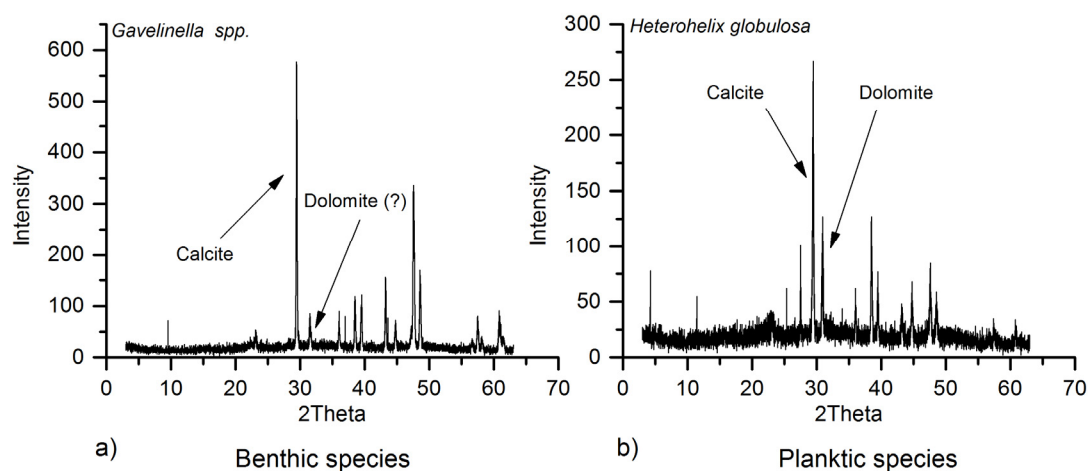 Gavelinella spp.
600
500
400
300
200
100
0
Intensity
Calcite
Dolomite (?)
0 10 20 30 40 50 60 70
2Theta
a) Benthic species
Heterohelix globulosa
300
250
200
150
100
50
0
Intensity
Calcite
Dolomite
0 10 20 30 40 50 60 70
2Theta
b) Planktic species